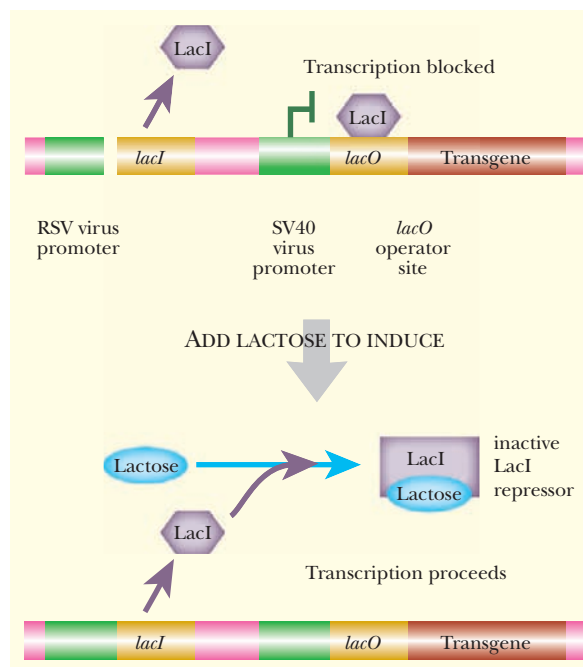 LacI
Transcription blocked
LacI
lacI
lacO
Transgene
RSV virus
promoter
SV40
virus
promoter
lacO
operator
site
ADD LACTOSE TO INDUCE
Lactose
LacI
Lactose
inactive
LacI
repressor
LacI
Transcription proceeds
lacI
lacO
Transgene